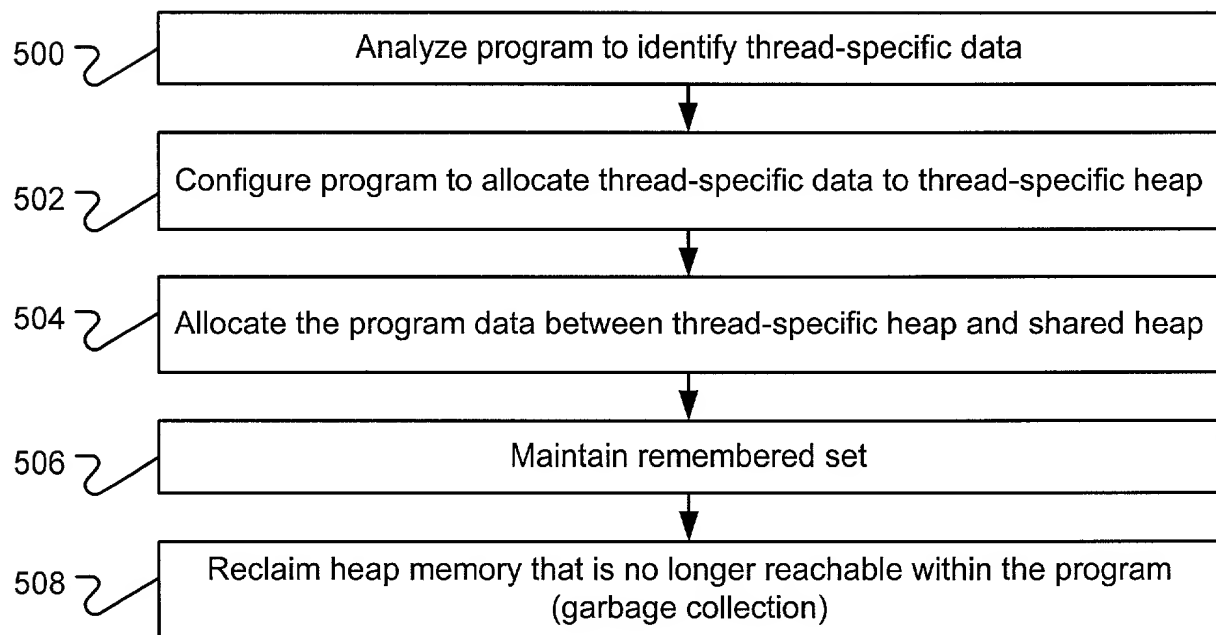 500
Analyze program to identify thread-specific data
502
Configure program to allocate thread-specific data to thread-specific heap
504
Allocate the program data between thread-specific heap and shared heap
506
Maintain remembered set
508
Reclaim heap memory that is no longer reachable within the program
(garbage collection)